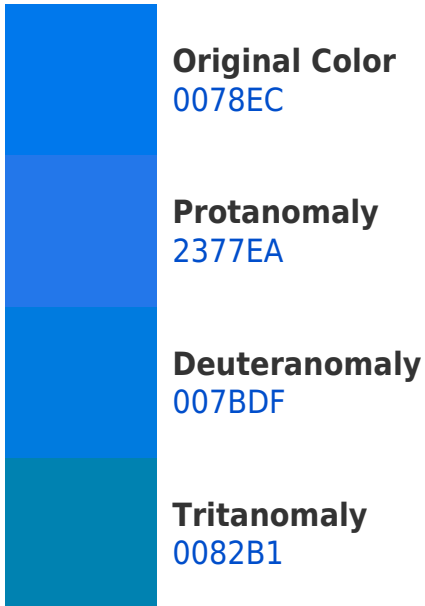 Original Color
0078EC
Protanomaly
2377EA
Deuteranomaly
007BDF
Tritanomaly
0082B1